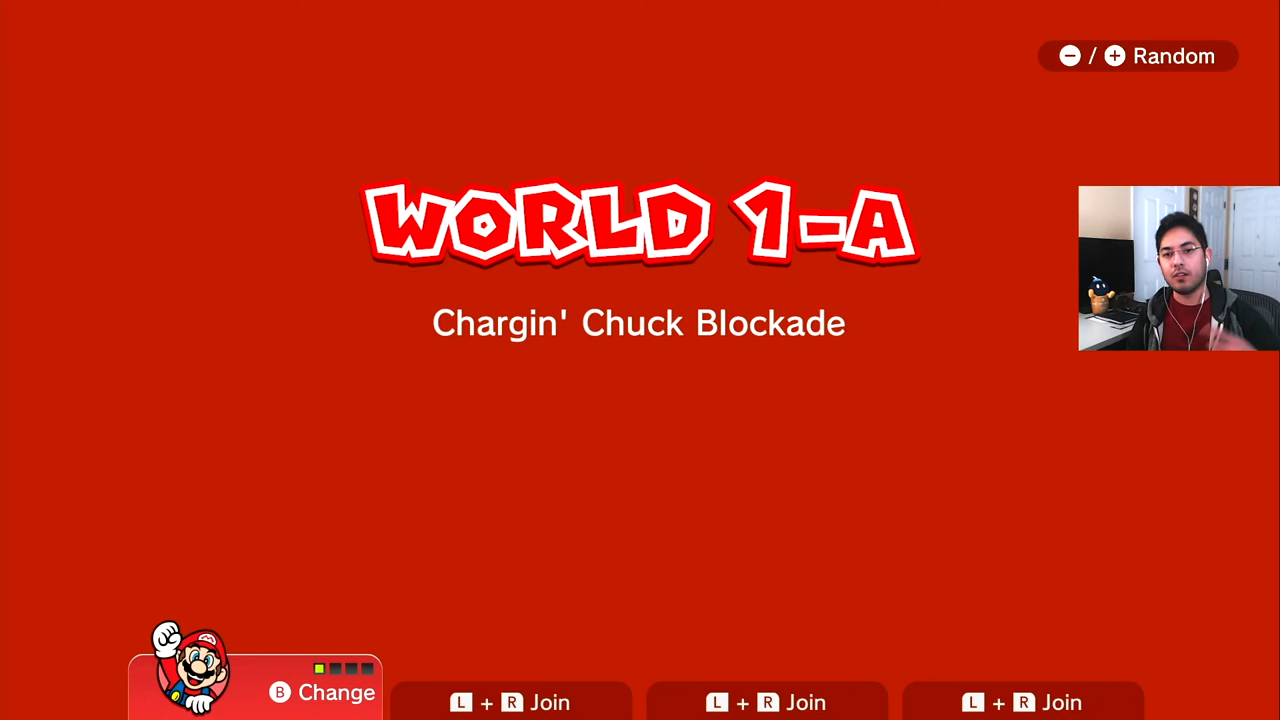 − / + Random
WORLD 1-A
Chargin' Chuck Blockade
B Change
L + R Join
L + R Join
L + R Join